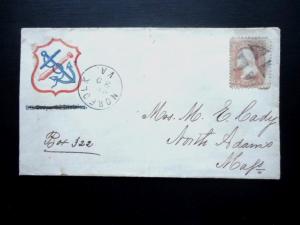 NORFOLK VA
Mrs. M. E. Cady
North Adams
Mass
Box 322